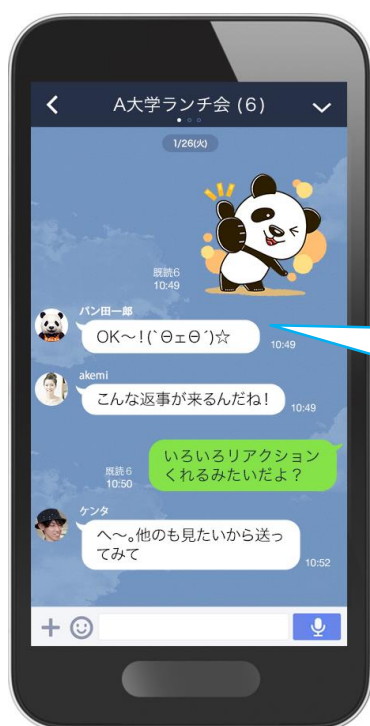 A大学ランチ会 (6)
1/26(火)
既読6
10:49
パン田一郎
OK～!(`ΘェΘ´)☆
10:49
akemi
こんな返事が来るんだね!
10:49
いろいろリアクション
くれるみたいだよ?
既読6
10:50
ケンタ
へ～。他のも見たいから送っ
てみて
10:52